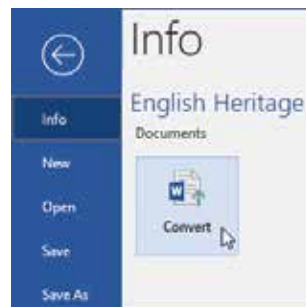 Info
Info
English Heritage
Documents
New
Open
Convert
Save
Save As